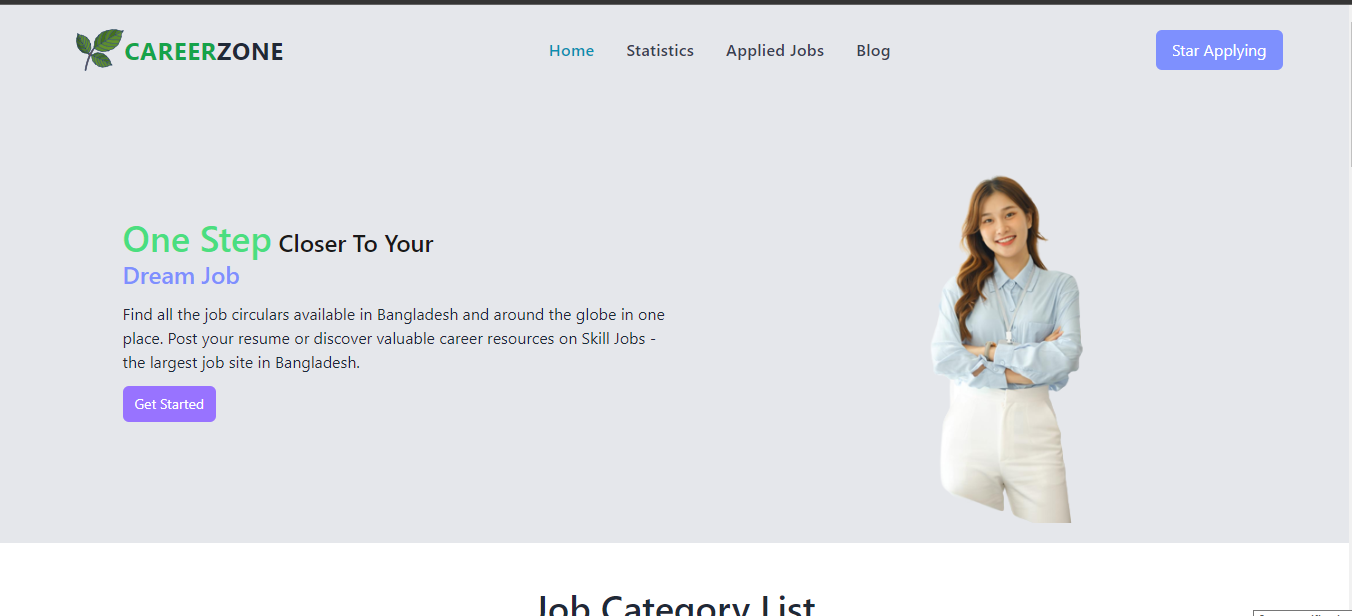 CAREERZONE
Home Statistics Applied Jobs Blog
Star Applying
One Step Closer To Your
Dream Job
Find all the job circulars available in Bangladesh and around the globe in one
place. Post your resume or discover valuable career resources on Skill Jobs -
the largest job site in Bangladesh.
Get Started
Job Category List